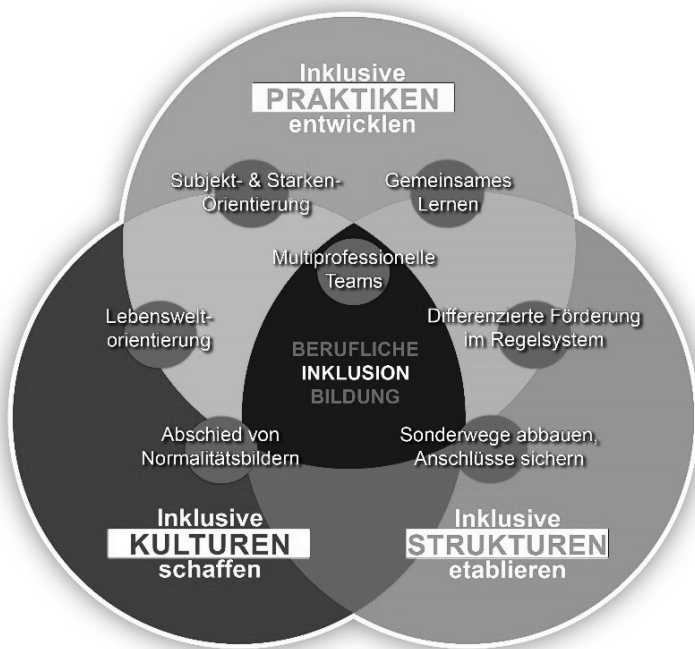 Inklusive
PRAKTIKEN
entwicklen
Subjekt- & Stärken-
Orientierung
Gemeinsames
Lernen
Multiprofessionelle
Teams
Lebenswelt-
orientierung
Differenzierte Förderung
im Regelsystem
BERUFLICHE
INKLUSION
BILDUNG
Abschied von
Normalitätsbildern
Sonderwege abbauen,
Anschlüsse sichern
Inklusive
KULTUREN
schaffen
Inklusive
STRUKTUREN
etablieren